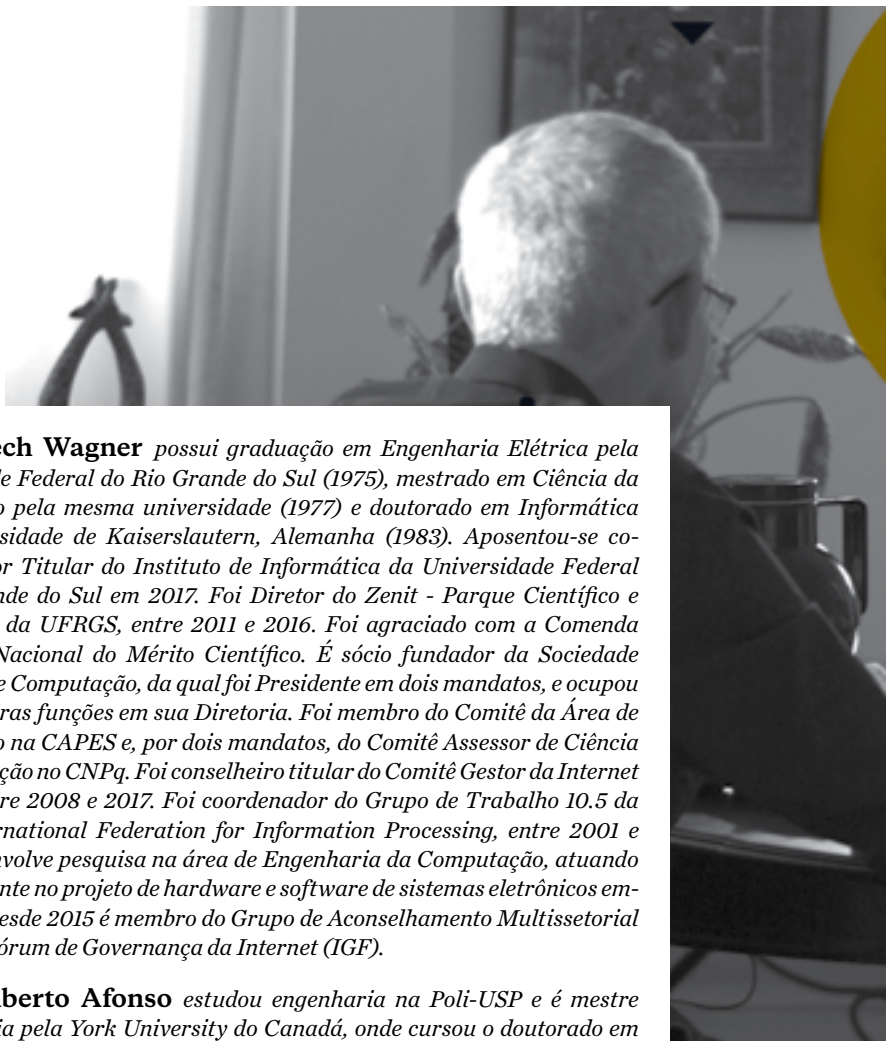 ech Wagner possui graduação em Engenharia Elétrica pela
e Federal do Rio Grande do Sul (1975), mestrado em Ciência da
o pela mesma universidade (1977) e doutorado em Informática
sidade de Kaiserslautern, Alemanha (1983). Aposentou-se co-
or Titular do Instituto de Informática da Universidade Federal
nde do Sul em 2017. Foi Diretor do Zenit - Parque Científico e
da UFRGS, entre 2011 e 2016. Foi agraciado com a Comenda
Nacional do Mérito Científico. É sócio fundador da Sociedade
e Computação, da qual foi Presidente em dois mandatos, e ocupou
ras funções em sua Diretoria. Foi membro do Comitê da Área de
o na CAPES e, por dois mandatos, do Comitê Assessor de Ciência
ção no CNPq. Foi conselheiro titular do Comitê Gestor da Internet
re 2008 e 2017. Foi coordenador do Grupo de Trabalho 10.5 da
rnational Federation for Information Processing, entre 2001 e
nvolve pesquisa na área de Engenharia da Computação, atuando
nte no projeto de hardware e software de sistemas eletrônicos em-
esde 2015 é membro do Grupo de Aconselhamento Multissetorial
órum de Governança da Internet (IGF).
berto Afonso estudou engenharia na Poli-USP e é mestre
ia pela York University do Canadá, onde cursou o doutorado em